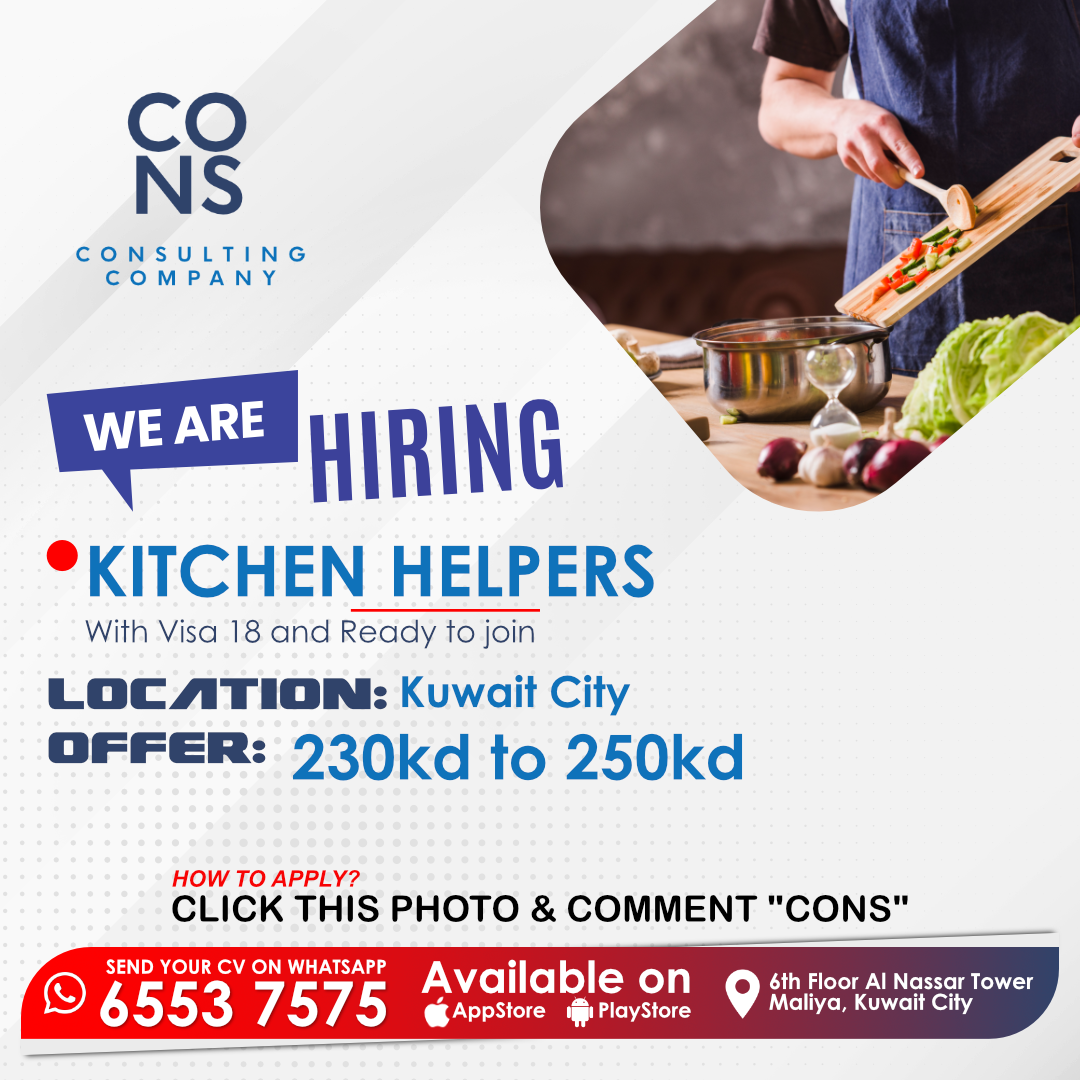 CO
NS
CONSULTING
COMPANY
WE ARE
HIRING
KITCHEN HELPERS
With Visa 18 and Ready to join
LOCATION: Kuwait City
OFFER: 230kd to 250kd
HOW TO APPLY?
CLICK THIS PHOTO & COMMENT "CONS"
SEND YOUR CV ON WHATSAPP
6553 7575
Available on
AppStore PlayStore
6th Floor Al Nassar Tower
Maliya, Kuwait City